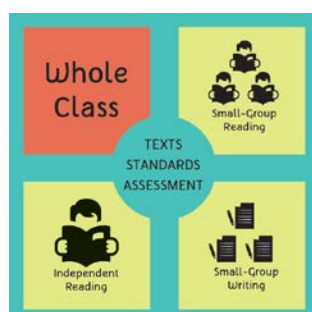 Whole
Class
Small-Group
Reading
TEXTS
STANDARDS
ASSESSMENT
Independent
Reading
Small-Group
Writing